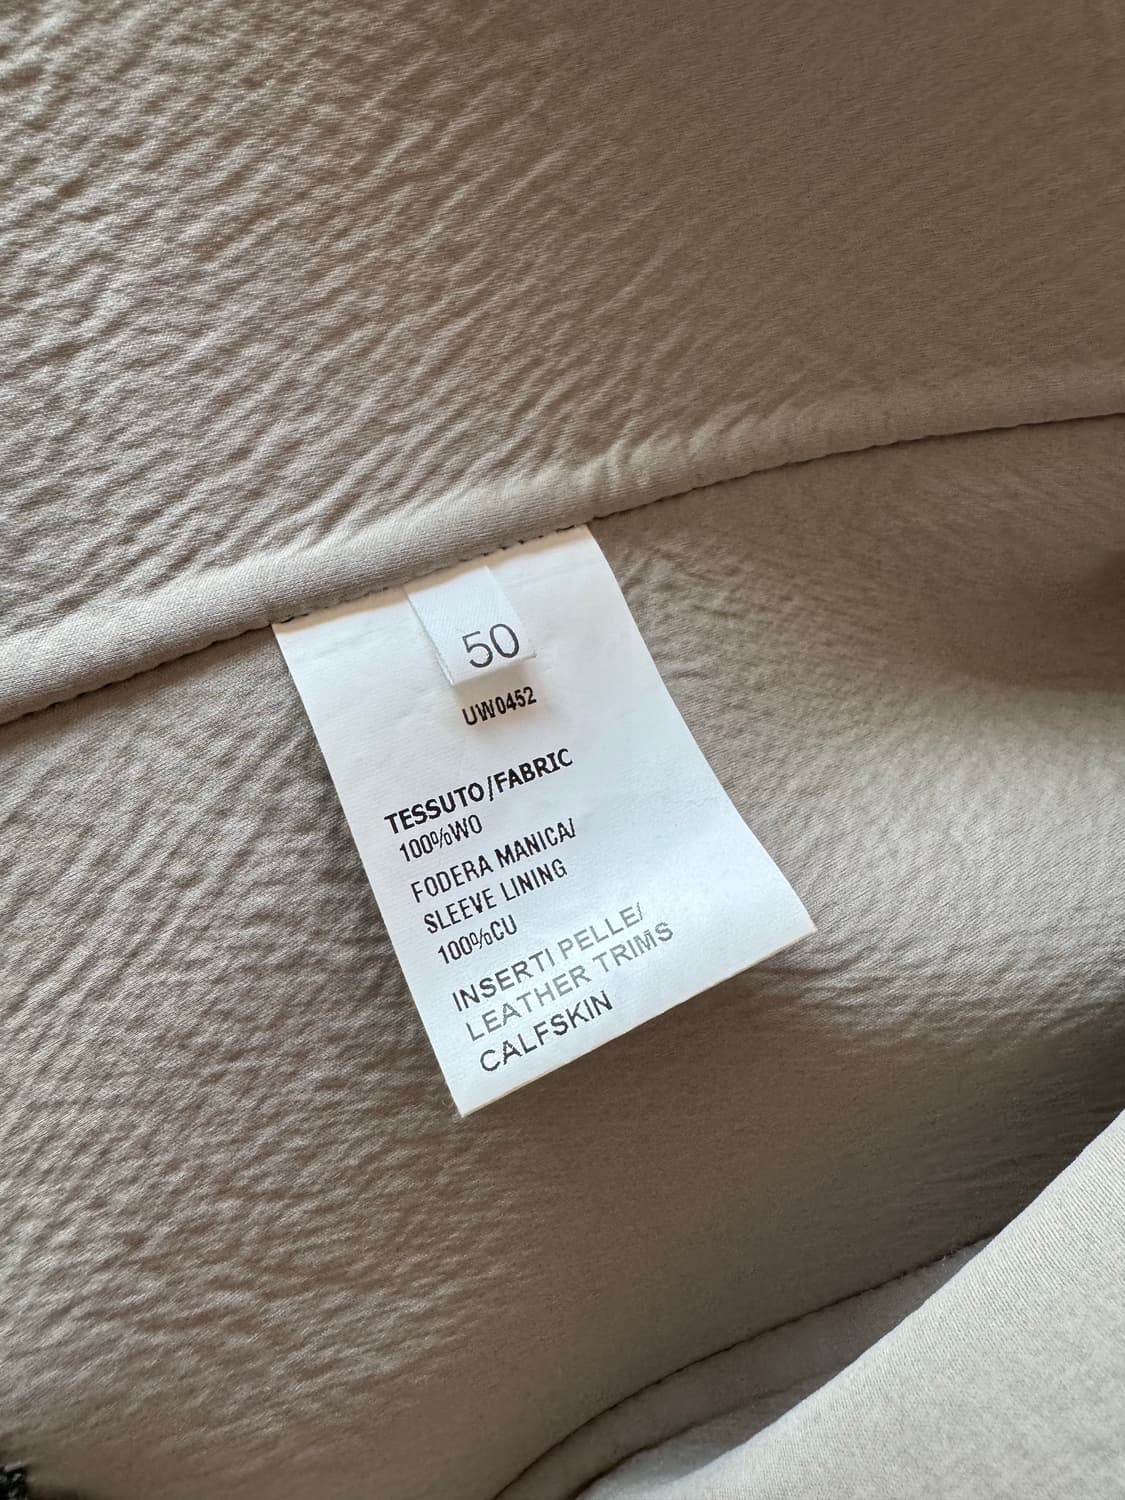 50
UW0452
TESSUTO/FABRIC
100%WO
FODERA MANICA/
SLEEVE LINING
100%CU
INSERTI PELLE/
LEATHER TRIMS
CALFSKIN